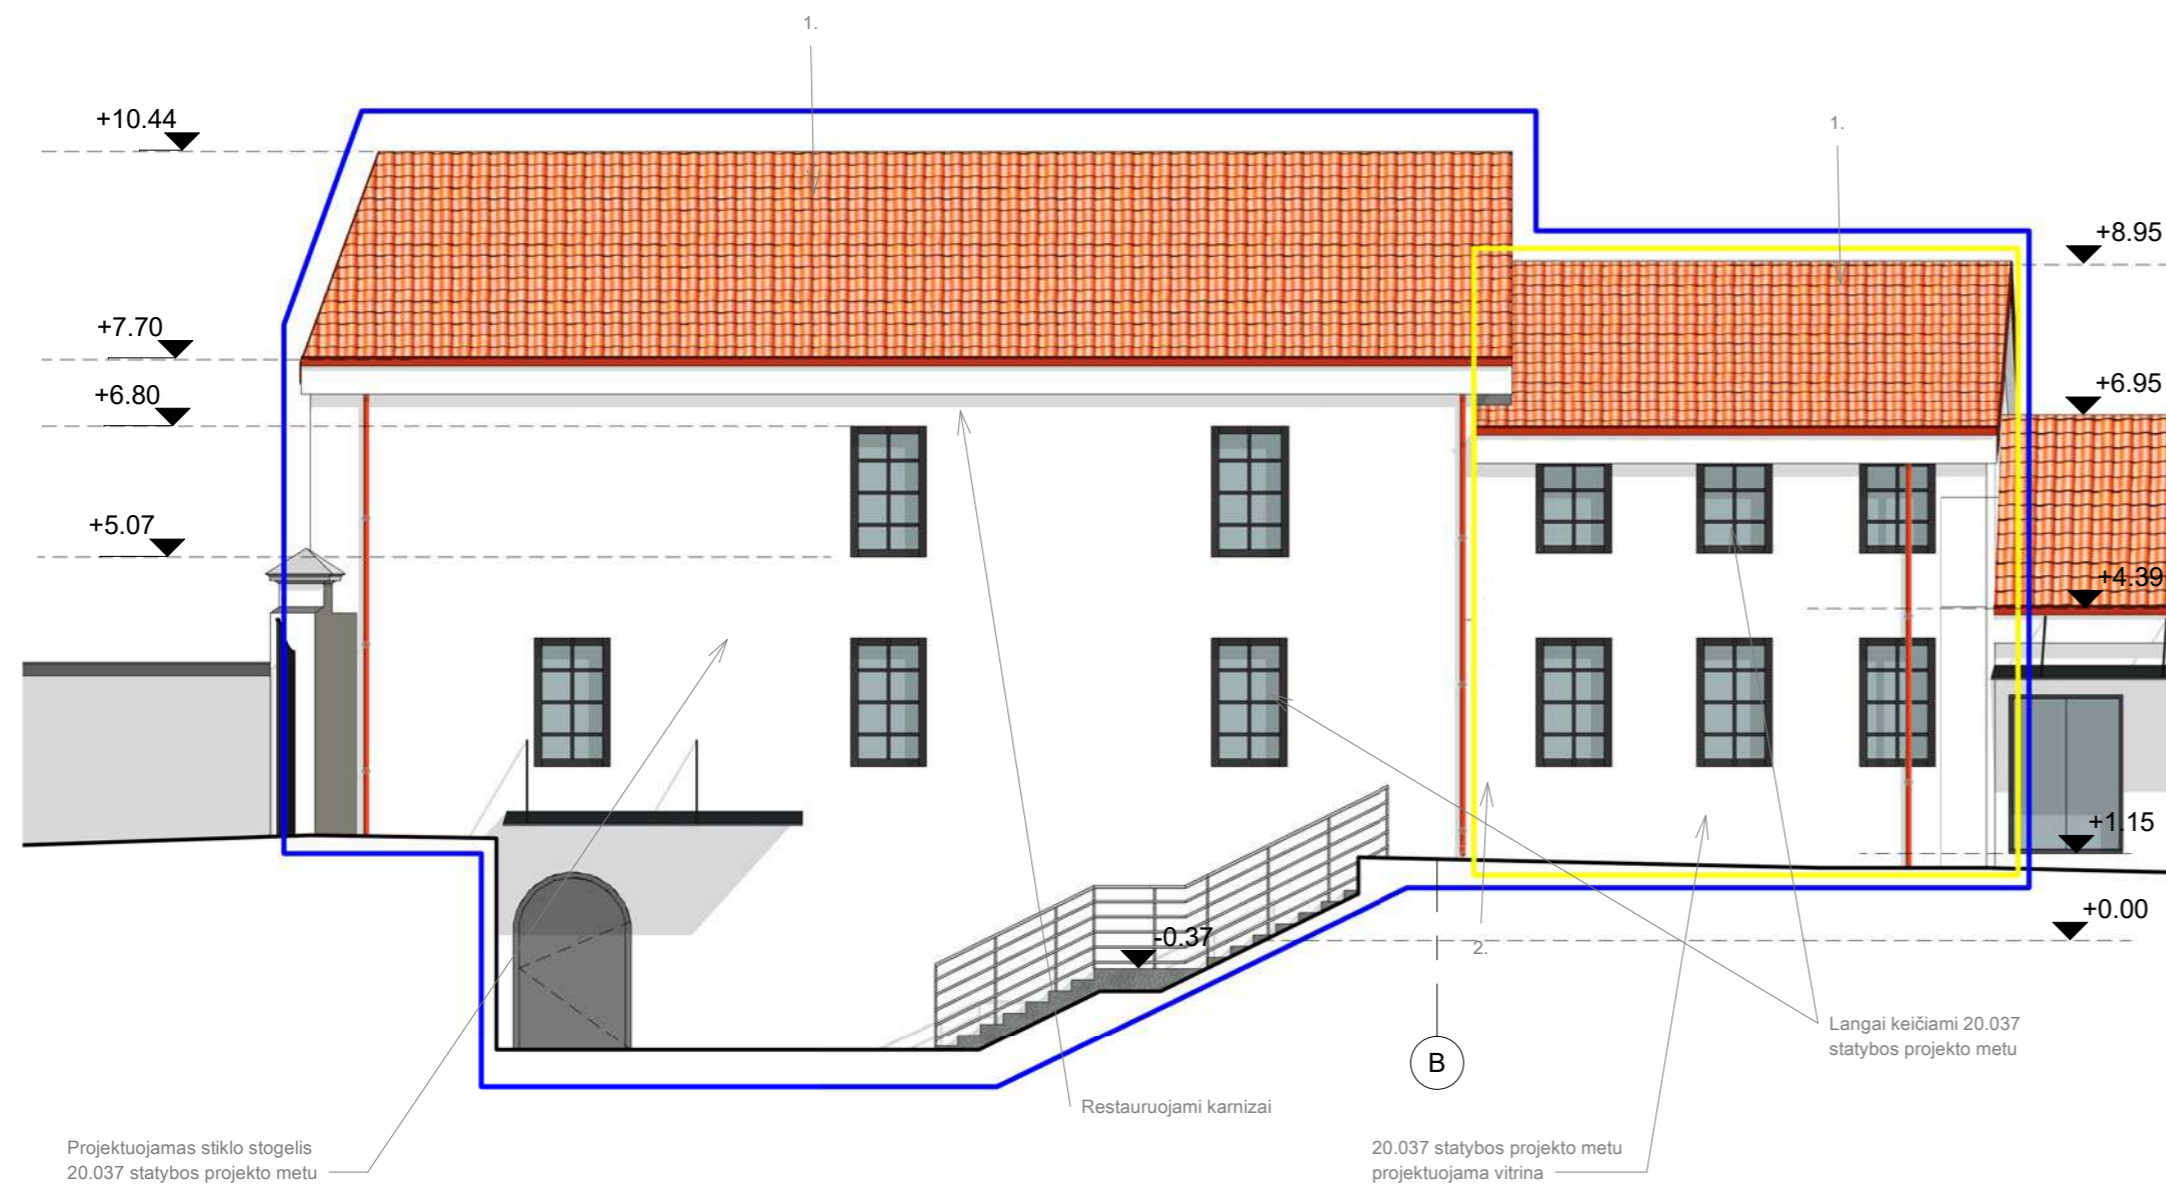 1.
+10.44
1.
+8.95
+7.70
+6.95
+6.80
+5.07
+4.39
+1.15
+0.00
-0.37
2.
Langai keičiami 20.037
statybos projekto metu
B
Restauruojami karnizai
Projektuojamas stiklo stogelis
20.037 statybos projekto metu
20.037 statybos projekto metu
projektuojama vitrina